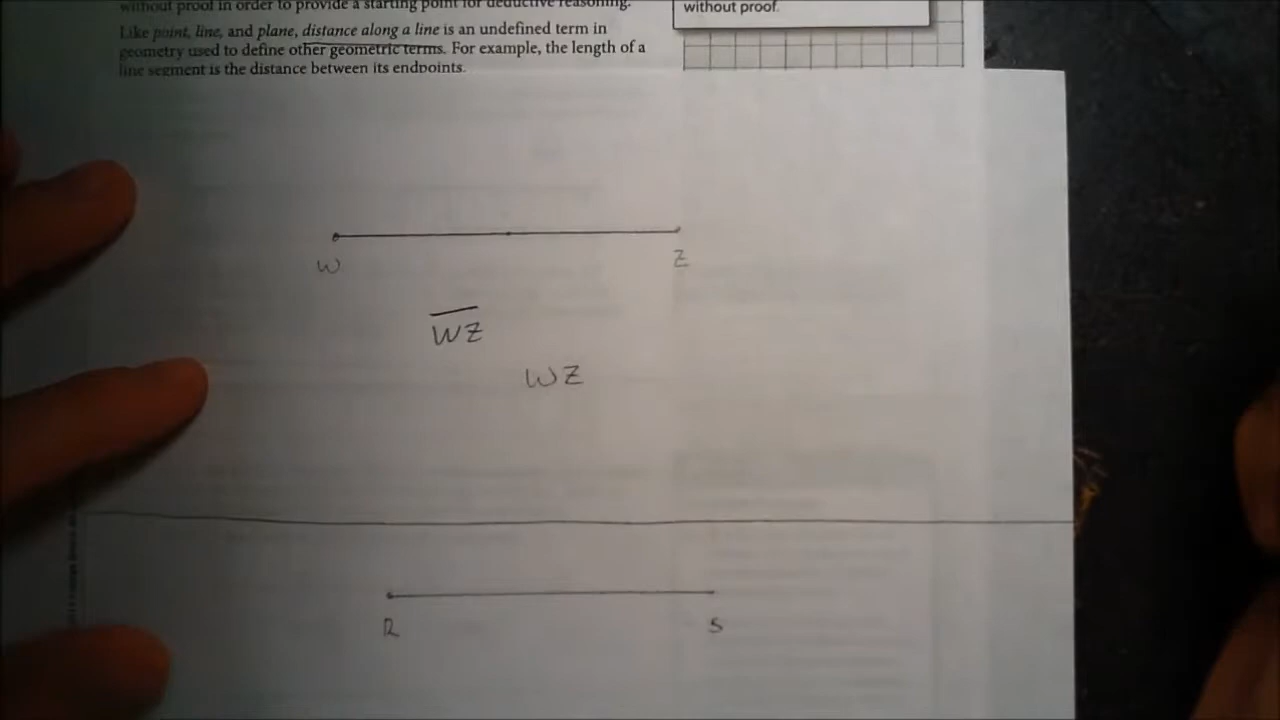 without proof in order to provide a starting point for deductive reasoning.
Like point, line, and plane, distance along a line is an undefined term in
geometry used to define other geometric terms. For example, the length of a
line segment is the distance between its endpoints.
without proof.
W Z
WZ
WZ
R S